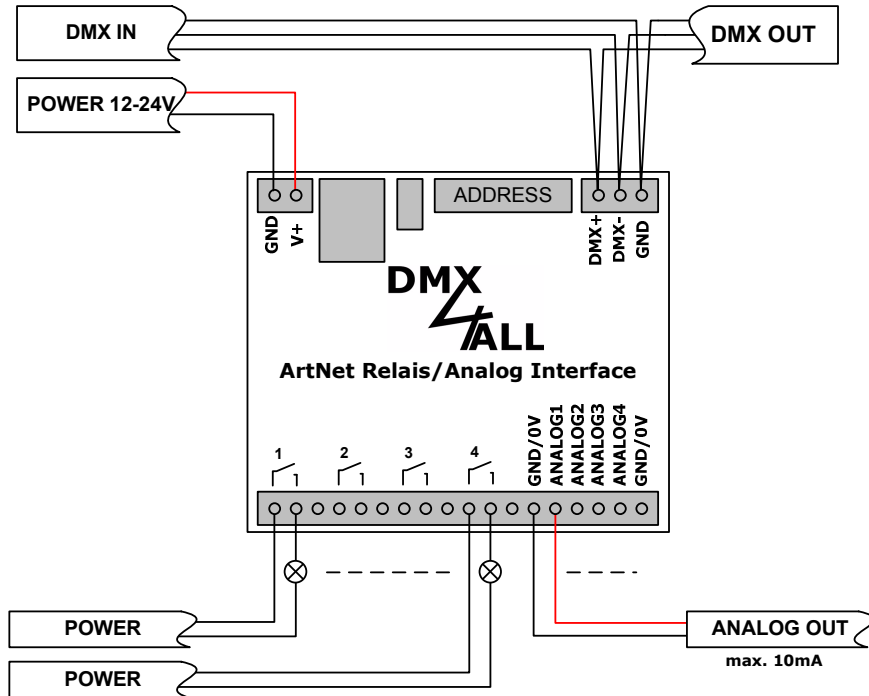 DMX IN
DMX OUT
POWER 12-24V
ADDRESS
GND
V+
DMX+
DMX-
GND
DMX
4
ALL
ArtNet Relais/Analog Interface
1
2
3
4
GND/0V
ANALOG1
ANALOG2
ANALOG3
ANALOG4
GND/0V
POWER
ANALOG OUT
max. 10mA
POWER